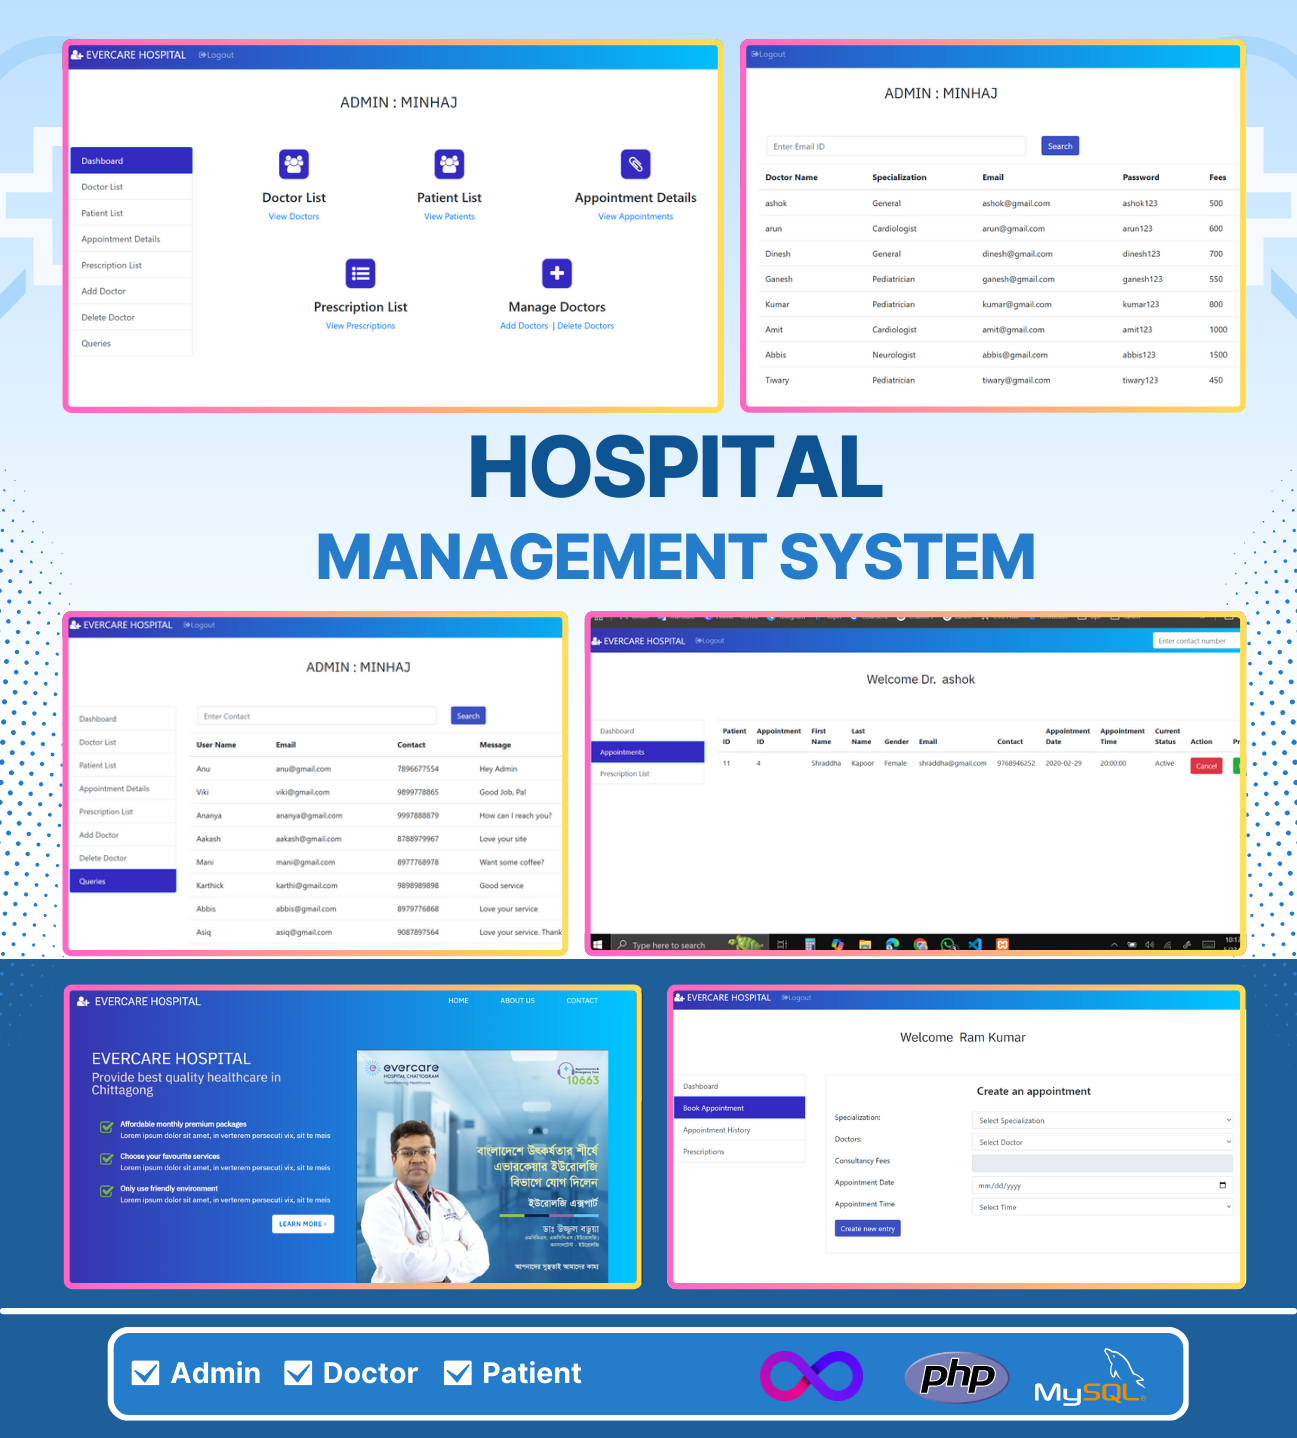 EVERCARE HOSPITAL Logout
ADMIN : MINHAJ
Dashboard
Doctor List
Patient List
Appointment Details
Prescription List
Add Doctor
Delete Doctor
Queries
Doctor List
View Doctors
Patient List
View Patients
Appointment Details
View Appointments
Prescription List
View Prescriptions
Manage Doctors
Add Doctors | Delete Doctors
Logout
ADMIN : MINHAJ
Enter Email ID Search
Doctor Name Specialization Email Password Fees
ashok General ashok@gmail.com ashok123 500
arun Cardiologist arun@gmail.com arun123 600
Dinesh General dinesh@gmail.com dinesh123 700
Ganesh Pediatrician ganesh@gmail.com ganesh123 550
Kumar Pediatrician kumar@gmail.com kumar123 800
Amit Cardiologist amit@gmail.com amit123 1000
Abbis Neurologist abbis@gmail.com abbis123 1500
Tiwary Pediatrician tiwary@gmail.com tiwary123 450
HOSPITAL
MANAGEMENT SYSTEM
EVERCARE HOSPITAL Logout
ADMIN : MINHAJ
Dashboard
Doctor List
Patient List
Appointment Details
Prescription List
Add Doctor
Delete Doctor
Queries
Enter Contact Search
User Name Email Contact Message
Anu anu@gmail.com 7896677554 Hey Admin
Viki viki@gmail.com 9899778865 Good Job, Pal
Ananya ananya@gmail.com 9997888879 How can I reach you?
Aakash aakash@gmail.com 8788979967 Love your site
Mani mani@gmail.com 8977768978 Want some coffee?
Karthick karthi@gmail.com 9898989898 Good service
Abbis abbis@gmail.com 8979776868 Love your service
Asiq asiq@gmail.com 9087897564 Love your service. Thank
EVERCARE HOSPITAL Logout Enter contact number
Welcome Dr. ashok
Dashboard
Appointments
Prescription List
Patient ID Appointment ID First Name Last Name Gender Email Contact Appointment Date Appointment Time Current Status Action Pr
11 4 Shraddha Kapoor Female shraddha@gmail.com 9768946252 2020-02-29 20:00:00 Active Cancel
Type here to search 10:17
EVERCARE HOSPITAL HOME ABOUT US CONTACT
EVERCARE HOSPITAL
Provide best quality healthcare in
Chittagong
Affordable monthly premium packages
Lorem ipsum dolor sit amet, in verterem persecuti vix, sit te meis
Choose your favourite services
Lorem ipsum dolor sit amet, in verterem persecuti vix, sit te meis
Only use friendly environment
Lorem ipsum dolor sit amet, in verterem persecuti vix, sit te meis
LEARN MORE ›
evercare
HOSPITAL CHATTOGRAM
Transforming Healthcare
10663
বাংলাদেশে উৎকর্ষতার শীর্ষে
এভারকেয়ার ইউরোলজি
বিভাগে যোগ দিলেন
ইউরোলজি এক্সপার্ট
ডাঃ উজ্জ্বল বড়ুয়া
আপনাদের সুস্থতাই আমাদের কাম্য
EVERCARE HOSPITAL Logout
Welcome Ram Kumar
Dashboard
Book Appointment
Appointment History
Prescriptions
Create an appointment
Specialization: Select Specialization
Doctors: Select Doctor
Consultancy Fees
Appointment Date mm/dd/yyyy
Appointment Time Select Time
Create new entry
Admin Doctor Patient
php
MySQL